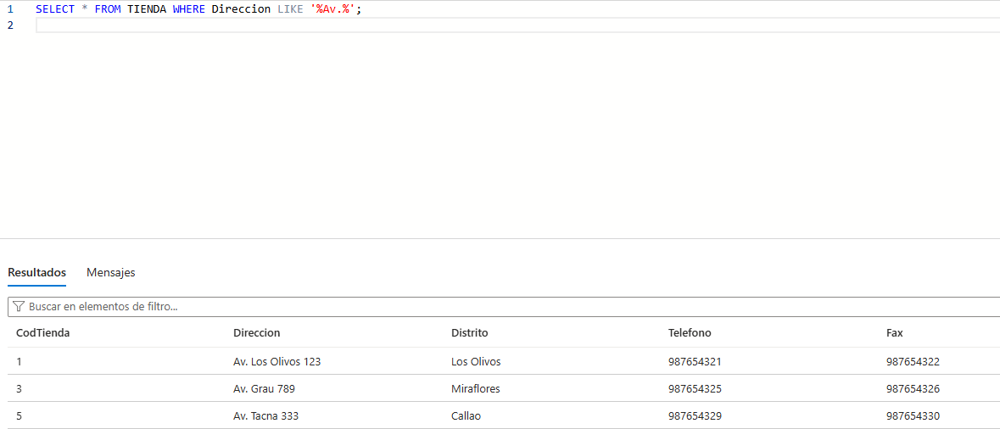 1 SELECT * FROM TIENDA WHERE Direccion LIKE '%Av.%';
2
Resultados Mensajes
Buscar en elementos de filtro...
CodTienda Direccion Distrito Telefono Fax
1 Av. Los Olivos 123 Los Olivos 987654321 987654322
3 Av. Grau 789 Miraflores 987654325 987654326
5 Av. Tacna 333 Callao 987654329 987654330